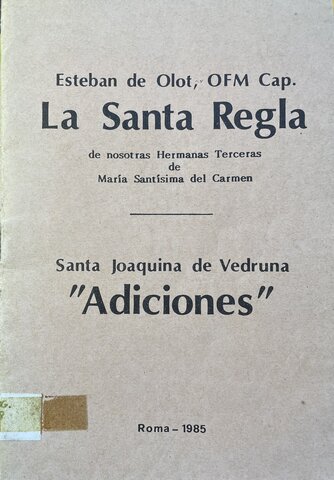 Esteban de Olot, OFM Cap.
La Santa Regla
de nosotras Hermanas Terceras
de
María Santísima del Carmen
Santa Joaquina de Vedruna
"Adiciones"
Roma - 1985